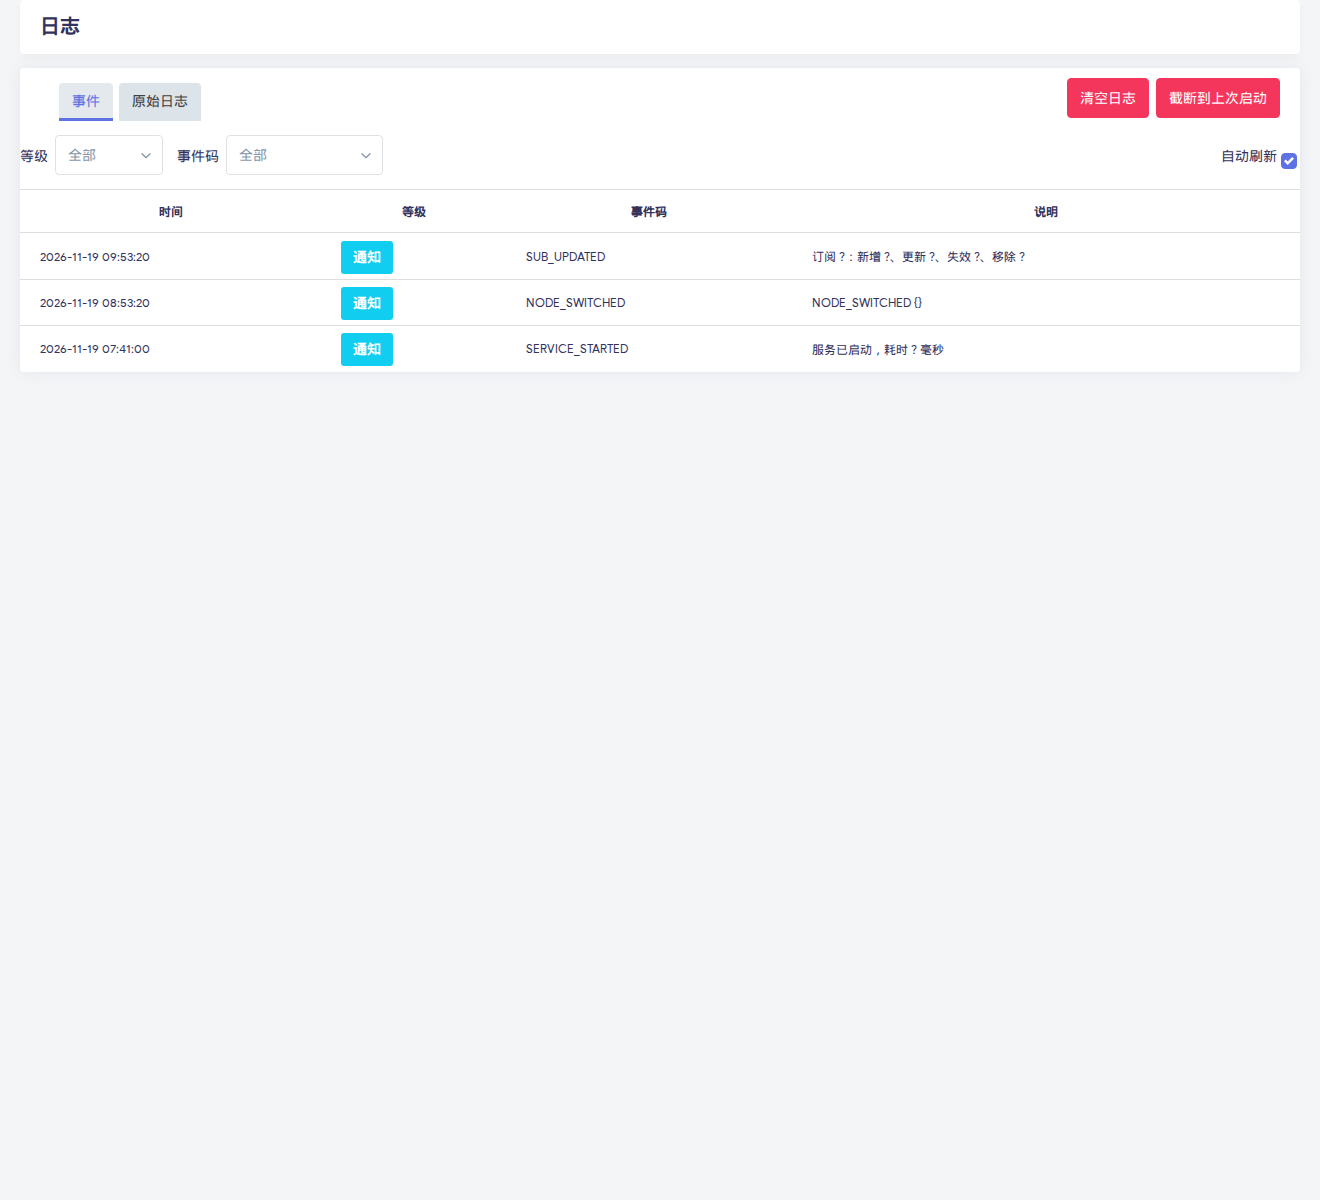 日志
事件 原始日志 清空日志 截断到上次启动
等级 全部 事件码 全部 自动刷新
时间 等级 事件码 说明
2026-11-19 09:53:20 通知 SUB_UPDATED 订阅 ?：新增 ?、更新 ?、失效 ?、移除 ?
2026-11-19 08:53:20 通知 NODE_SWITCHED NODE_SWITCHED {}
2026-11-19 07:41:00 通知 SERVICE_STARTED 服务已启动，耗时 ? 毫秒